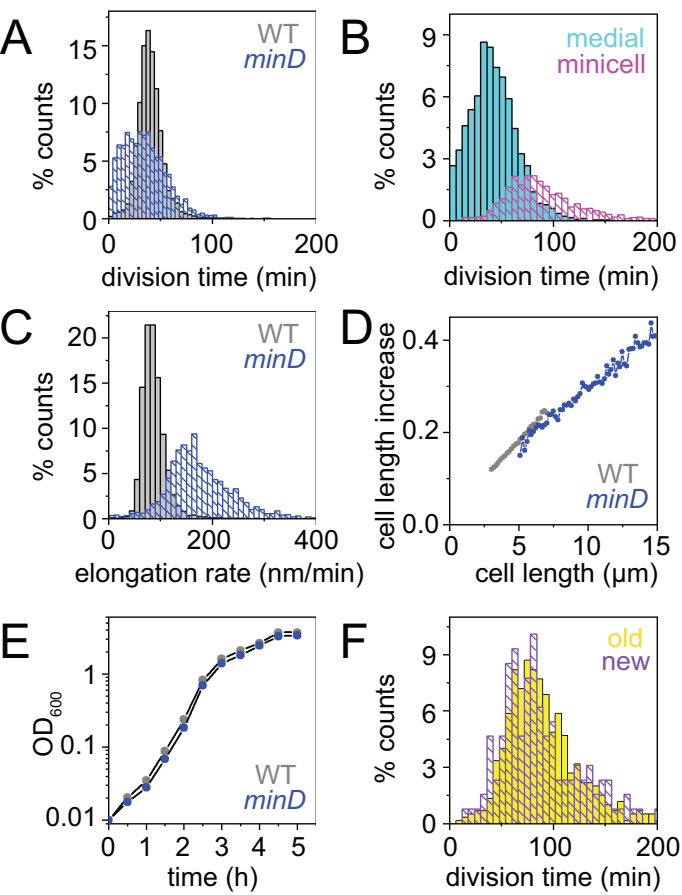 A
WT
minD
% counts
15
10
5
0
0
100
200
division time (min)
B
medial
minicell
% counts
9
6
3
0
0
100
200
division time (min)
C
WT
minD
% counts
20
15
10
5
0
0
200
400
elongation rate (nm/min)
D
cell length increase
0.4
0.2
0.0
WT
minD
0
5
10
15
cell length (µm)
E
OD600
1
0.1
0.01
WT
minD
0
1
2
3
4
5
time (h)
F
old
new
% counts
9
6
3
0
0
100
200
division time (min)